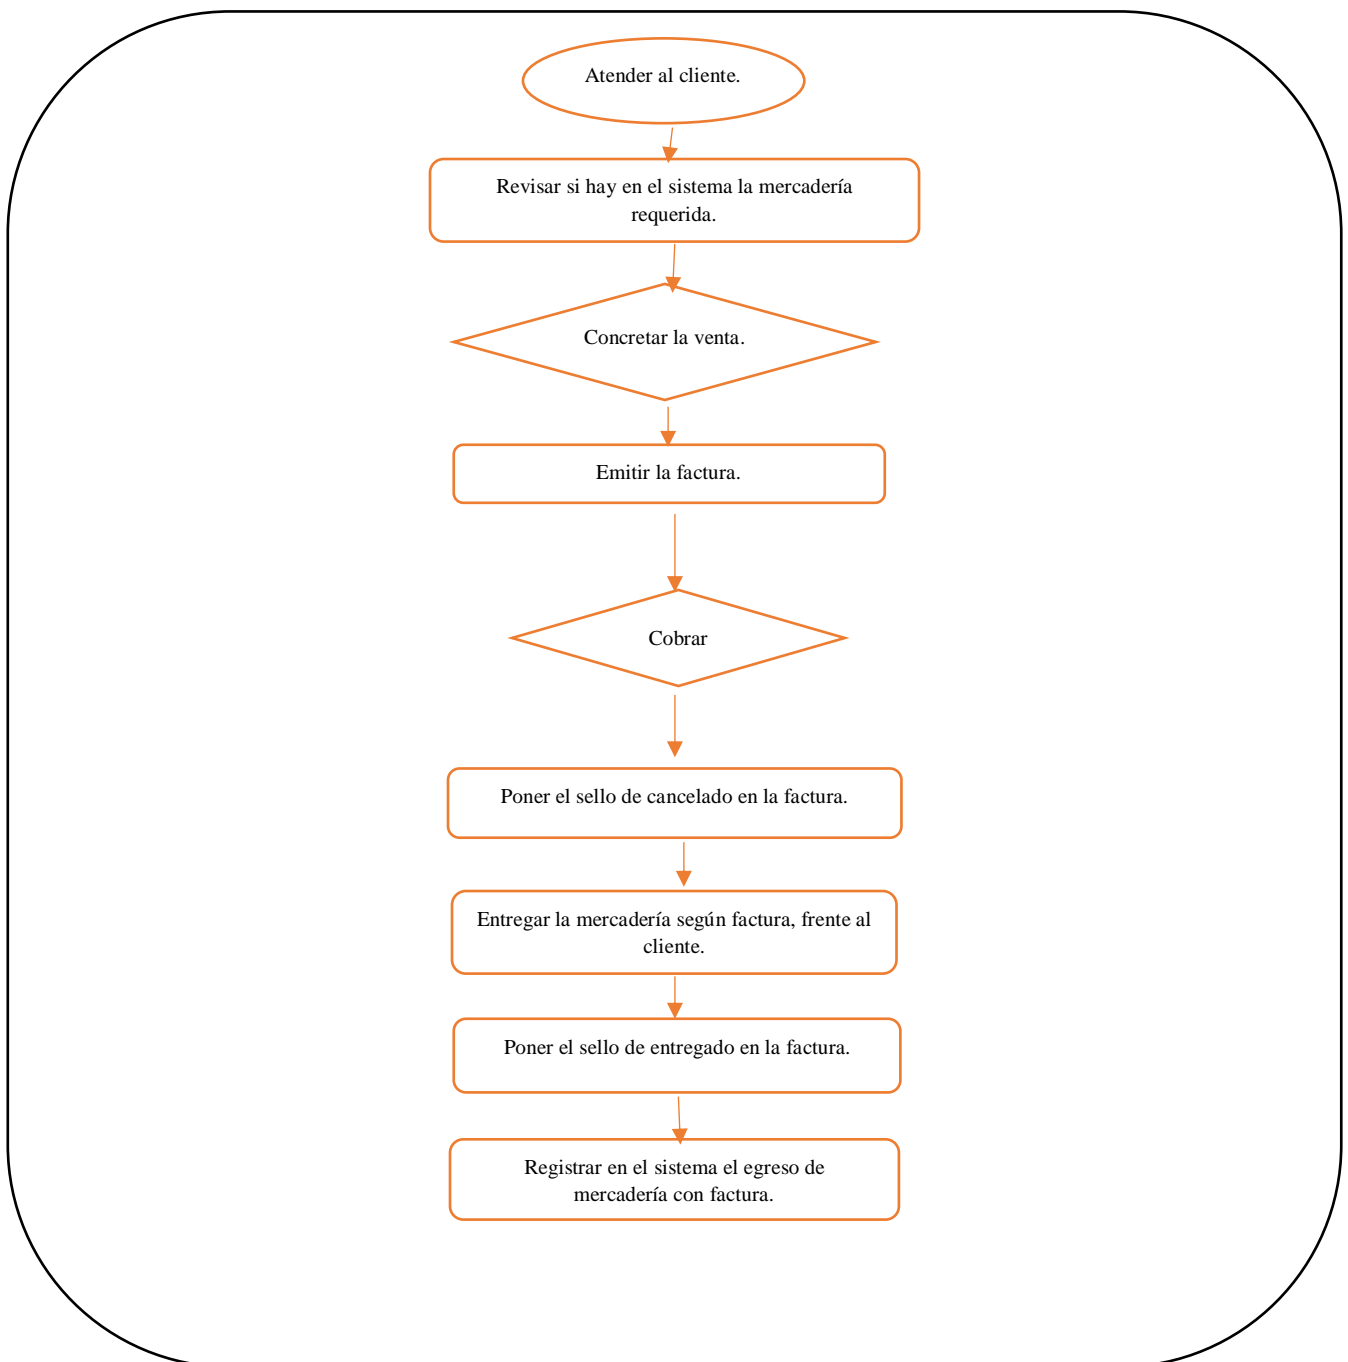 Atender al cliente.
Revisar si hay en el sistema la mercadería
requerida.
Concretar la venta.
Emitir la factura.
Cobrar
Poner el sello de cancelado en la factura.
Entregar la mercadería según factura, frente al
cliente.
Poner el sello de entregado en la factura.
Registrar en el sistema el egreso de
mercadería con factura.